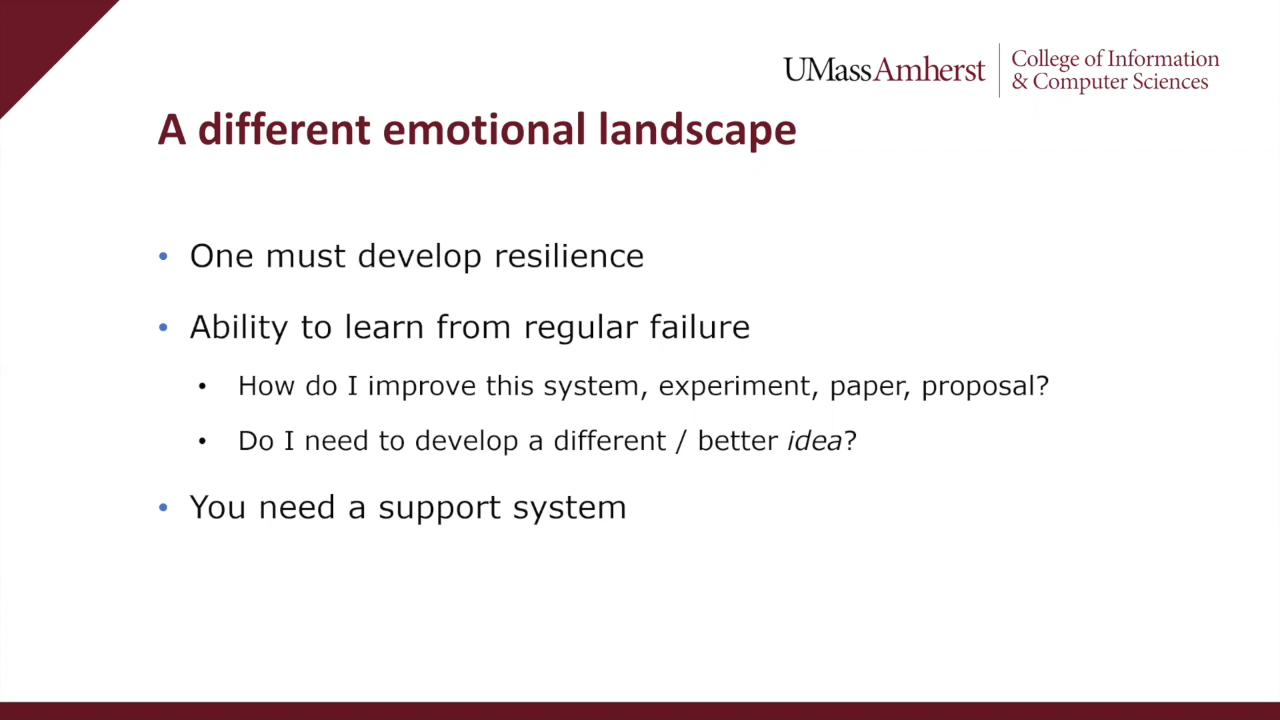 UMassAmherst
College of Information
& Computer Sciences
A different emotional landscape
• One must develop resilience
• Ability to learn from regular failure
• How do I improve this system, experiment, paper, proposal?
• Do I need to develop a different / better idea?
• You need a support system